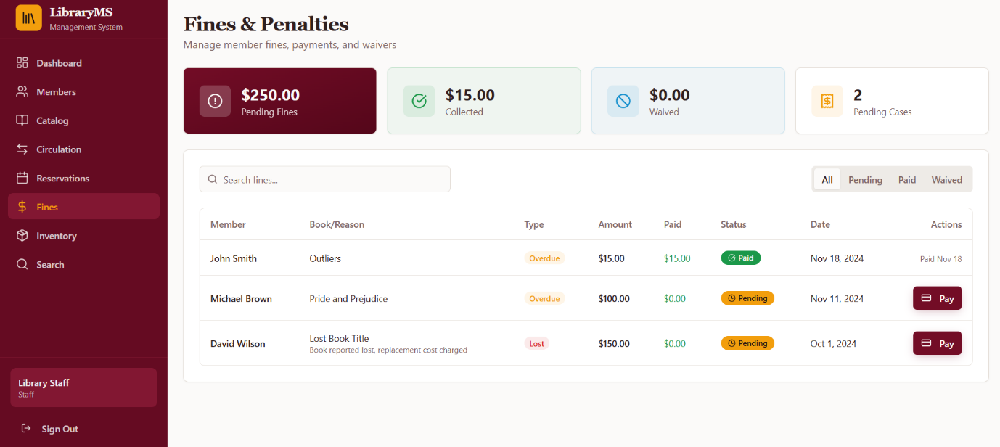 LibraryMS
Management System
Dashboard
Members
Catalog
Circulation
Reservations
Fines
Inventory
Search
Library Staff
Staff
Sign Out
Fines & Penalties
Manage member fines, payments, and waivers
$250.00
Pending Fines
$15.00
Collected
$0.00
Waived
2
Pending Cases
Search fines...
All Pending Paid Waived
Member Book/Reason Type Amount Paid Status Date Actions
John Smith Outliers Overdue $15.00 $15.00 Paid Nov 18, 2024 Paid Nov 18
Michael Brown Pride and Prejudice Overdue $100.00 $0.00 Pending Nov 11, 2024 Pay
David Wilson Lost Book Title Lost $150.00 $0.00 Pending Oct 1, 2024 Pay
Book reported lost, replacement cost charged